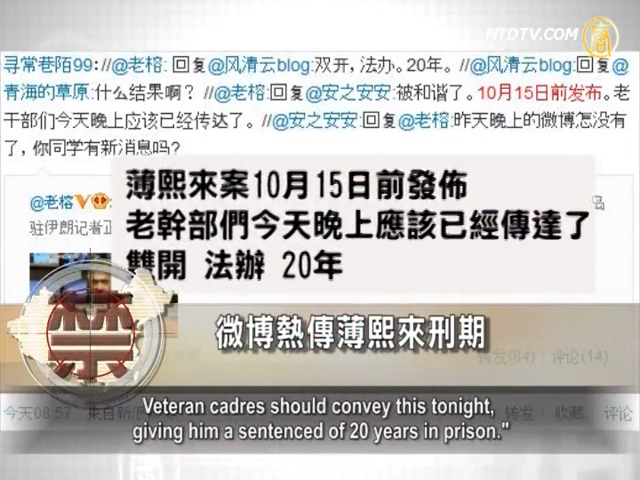 NTDTV.COM
寻常巷陌99：//@老榕: 回复@风清云blog:双开，法办。20年。//@风清云blog:回复@
青海的草原:什么结果啊？//@老榕:回复@安之安安:被和谐了。10月15日前发布。老
干部们今天晚上应该已经传达了。//@安之安安:回复@老榕:昨天晚上的微博怎没有
了，你同学有新消息吗?
@老榕
驻伊朗记者正
薄熙來案10月15日前發佈
老幹部們今天晚上應該已經傳達了
雙開 法辦 20年
禁
微博熱傳薄熙來刑期
转发(84) 评论(14)
今天08:57 来自新浪
转发 收藏 评论
Veteran cadres should convey this tonight,
giving him a sentenced of 20 years in prison."